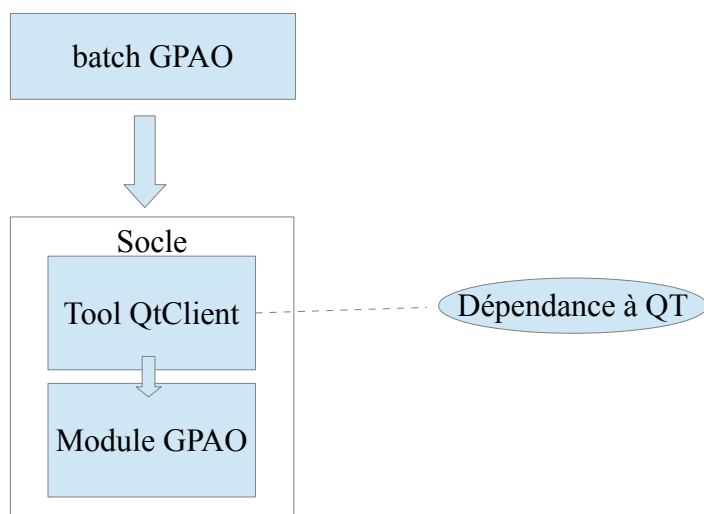 batch GPAO
Socle
Tool QtClient
Dépendance à QT
Module GPAO